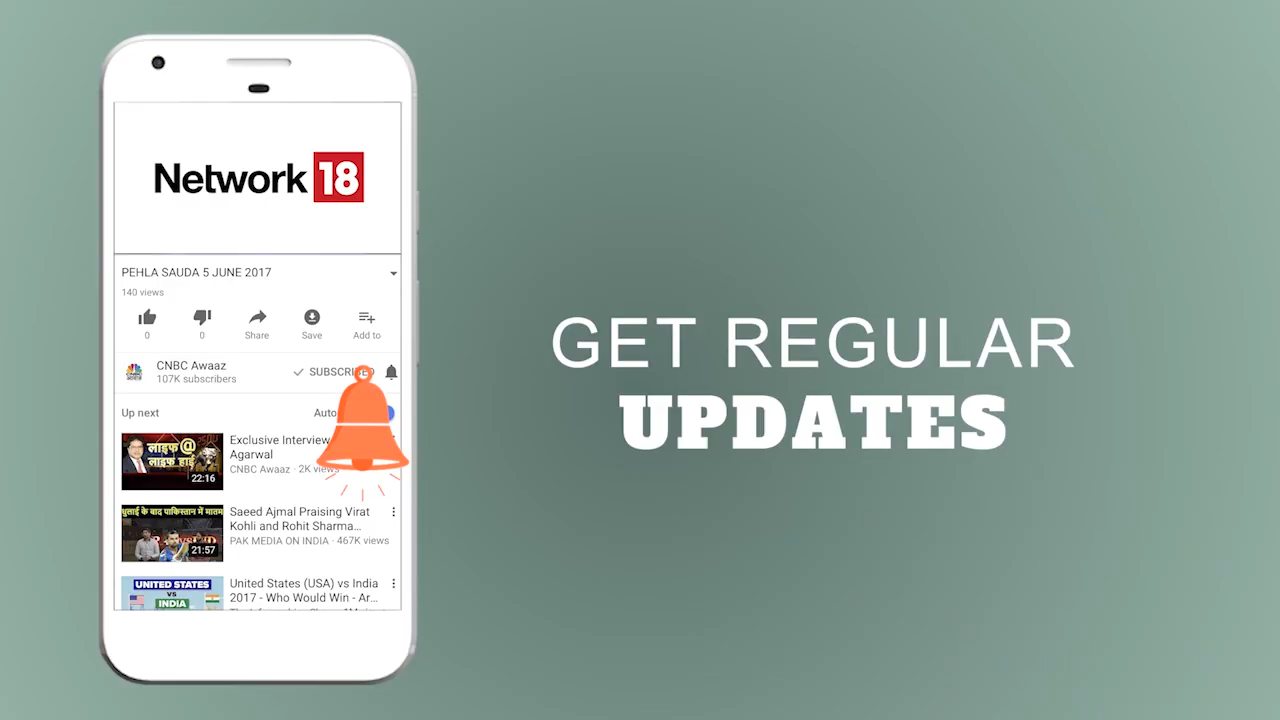 Network 18
PEHLA SAUDA 5 JUNE 2017
140 views
0
0
Share
Save
Add to
CNBC Awaaz
107K subscribers
Up next
Exclusive Interview
Agarwal
CNBC Awaaz · 2K views
लाइफ @
लाइफ हाई
22:16
Saeed Ajmal Praising Virat
Kohli and Rohit Sharma...
PAK MEDIA ON INDIA · 467K views
21:57
United States (USA) vs India
2017 - Who Would Win - Ar...
UNITED STATES
VS
INDIA
GET REGULAR
UPDATES